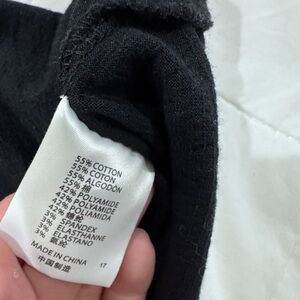 55% COTTON
55% COTON
55% ALGODÓN
55% 棉
42% POLYAMIDE
42% POLYAMIDE
42% POLIAMIDA
42% 锦纶
3% SPANDEX
3% ELASTHANNE
3% ELASTANO
3% 氨纶
MADE IN CHINA
中国制造
17